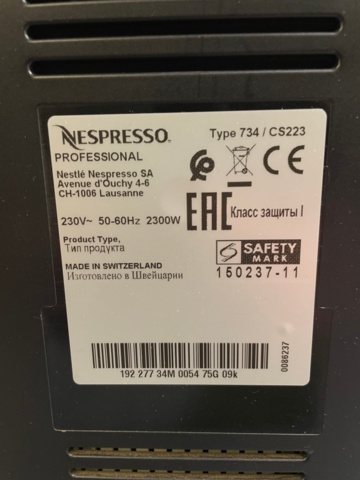 NESPRESSO.
Type 734 / CS223
PROFESSIONAL
Nestlé Nespresso SA
Avenue d'Ouchy 4-6
CH-1006 Lausanne
CE
230V~ 50-60Hz 2300W
EAC
Класс защиты I
Product Type,
Тип продукта
SAFETY
MARK
150237-11
MADE IN SWITZERLAND
Изготовлено в Швейцарии
192 277 34M 0054 75G 09k
0086237